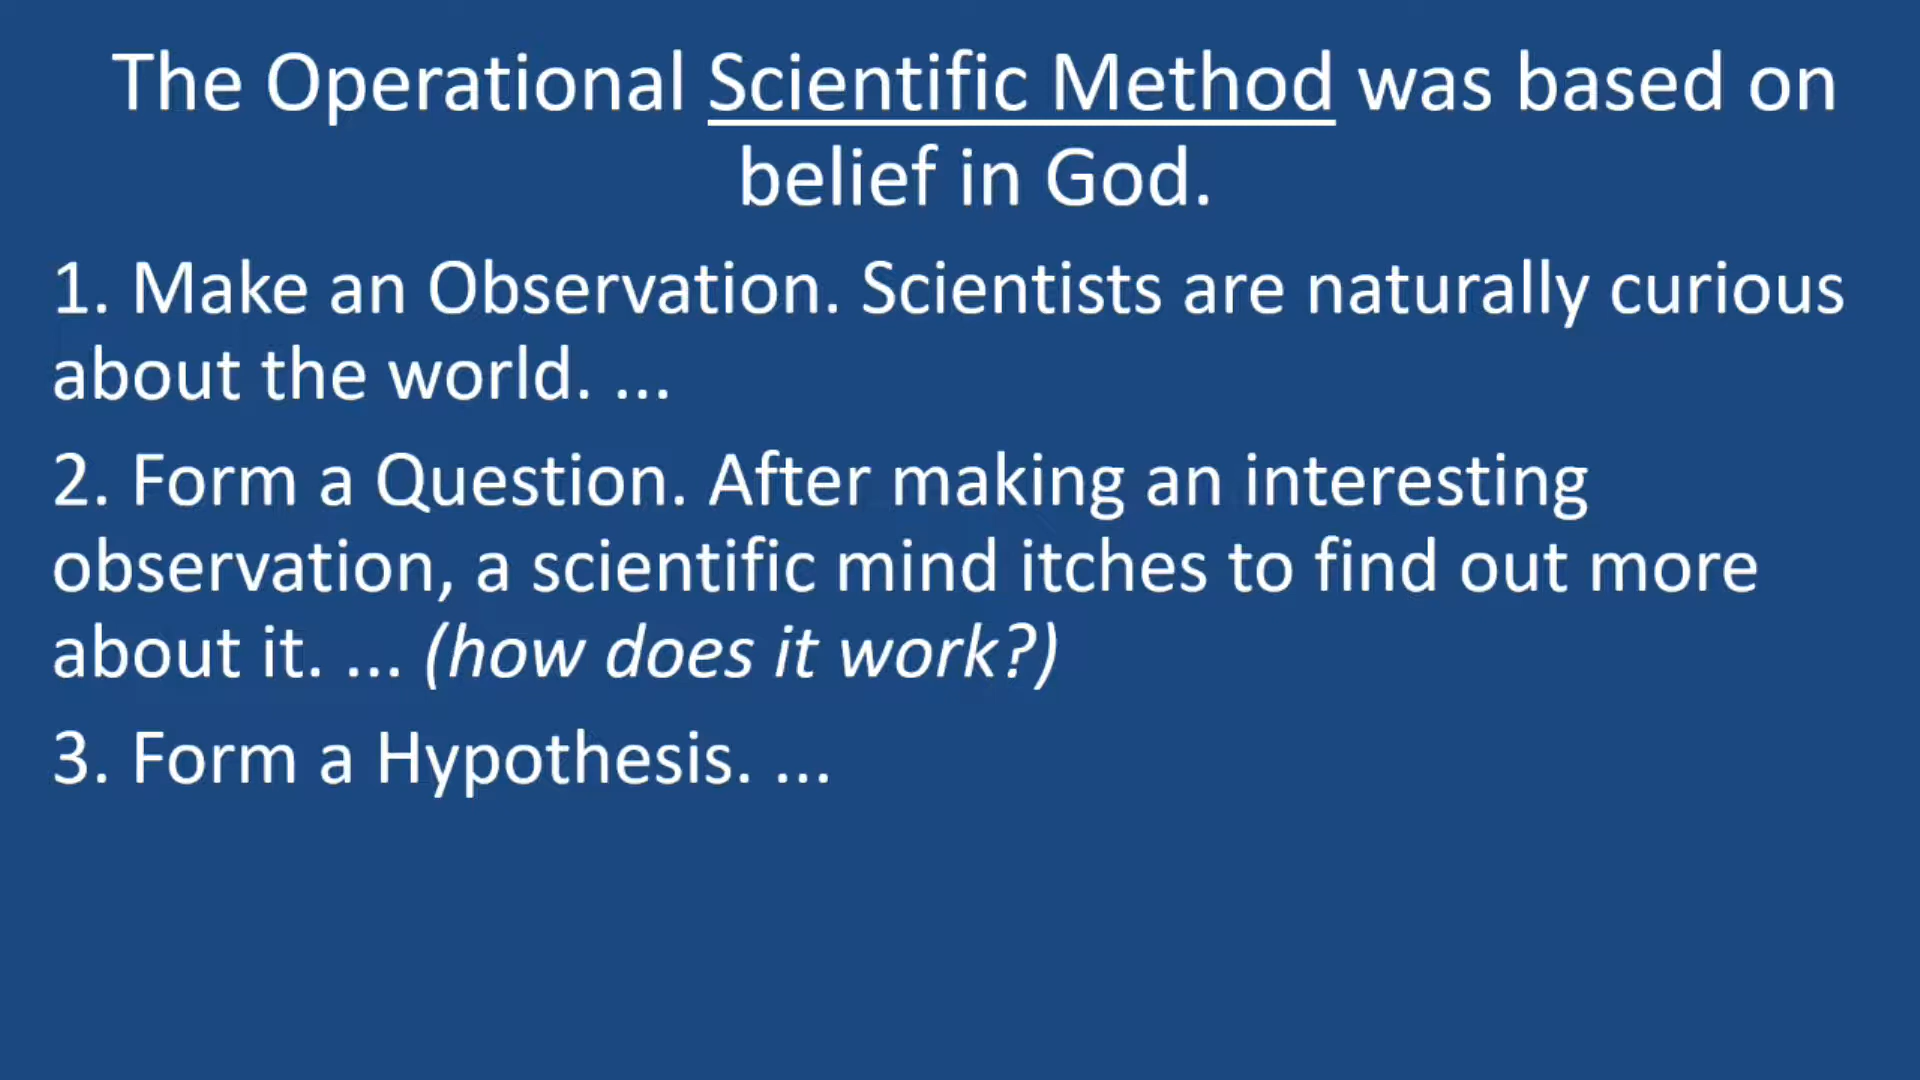 The Operational Scientific Method was based on
belief in God.
1. Make an Observation. Scientists are naturally curious
about the world. ...
2. Form a Question. After making an interesting
observation, a scientific mind itches to find out more
about it. ... (how does it work?)
3. Form a Hypothesis. ...